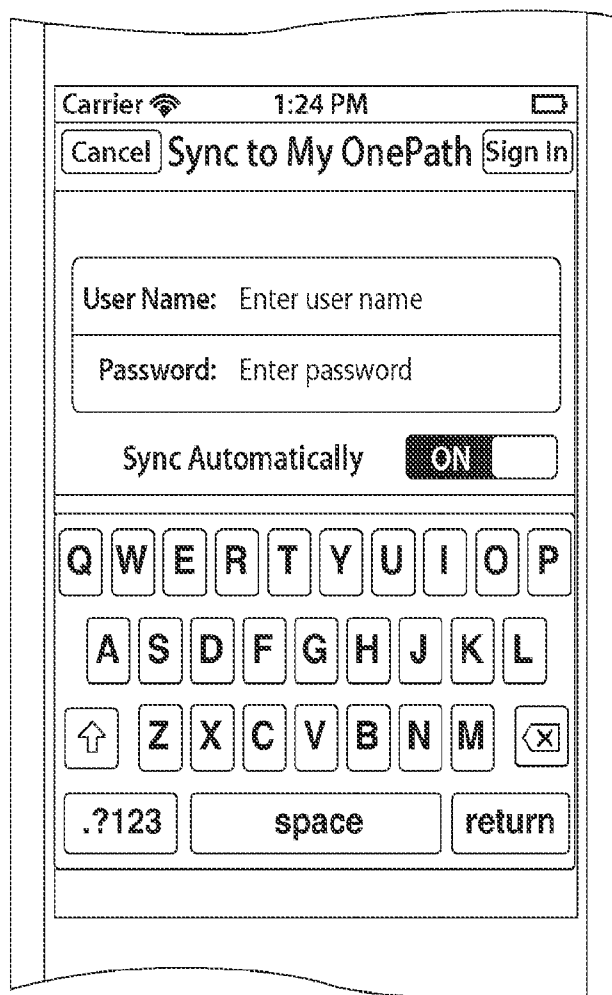 Carrier 1:24 PM
Cancel Sync to My OnePath Sign In
User Name: Enter user name
Password: Enter password
Sync Automatically ON
Q W E R T Y U I O P
A S D F G H J K L
Z X C V B N M
.?123 space return